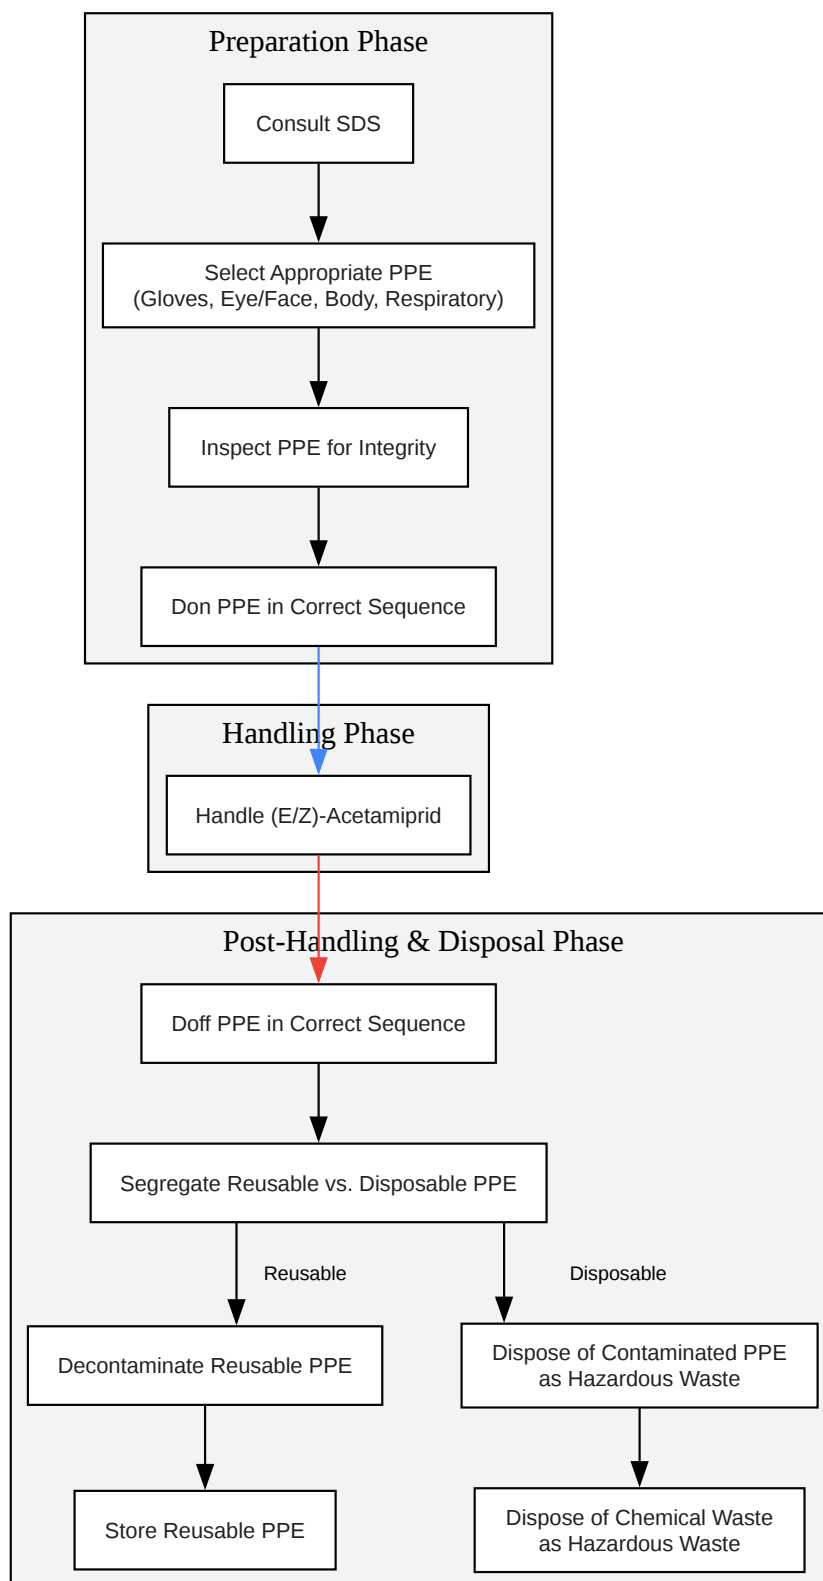 Preparation Phase
Consult SDS
Select Appropriate PPE
(Gloves, Eye/Face, Body, Respiratory)
Inspect PPE for Integrity
Don PPE in Correct Sequence
Handling Phase
Handle (E/Z)-Acetamiprid
Post-Handling & Disposal Phase
Doff PPE in Correct Sequence
Segregate Reusable vs. Disposable PPE
Reusable
Disposable
Decontaminate Reusable PPE
Dispose of Contaminated PPE
as Hazardous Waste
Store Reusable PPE
Dispose of Chemical Waste
as Hazardous Waste